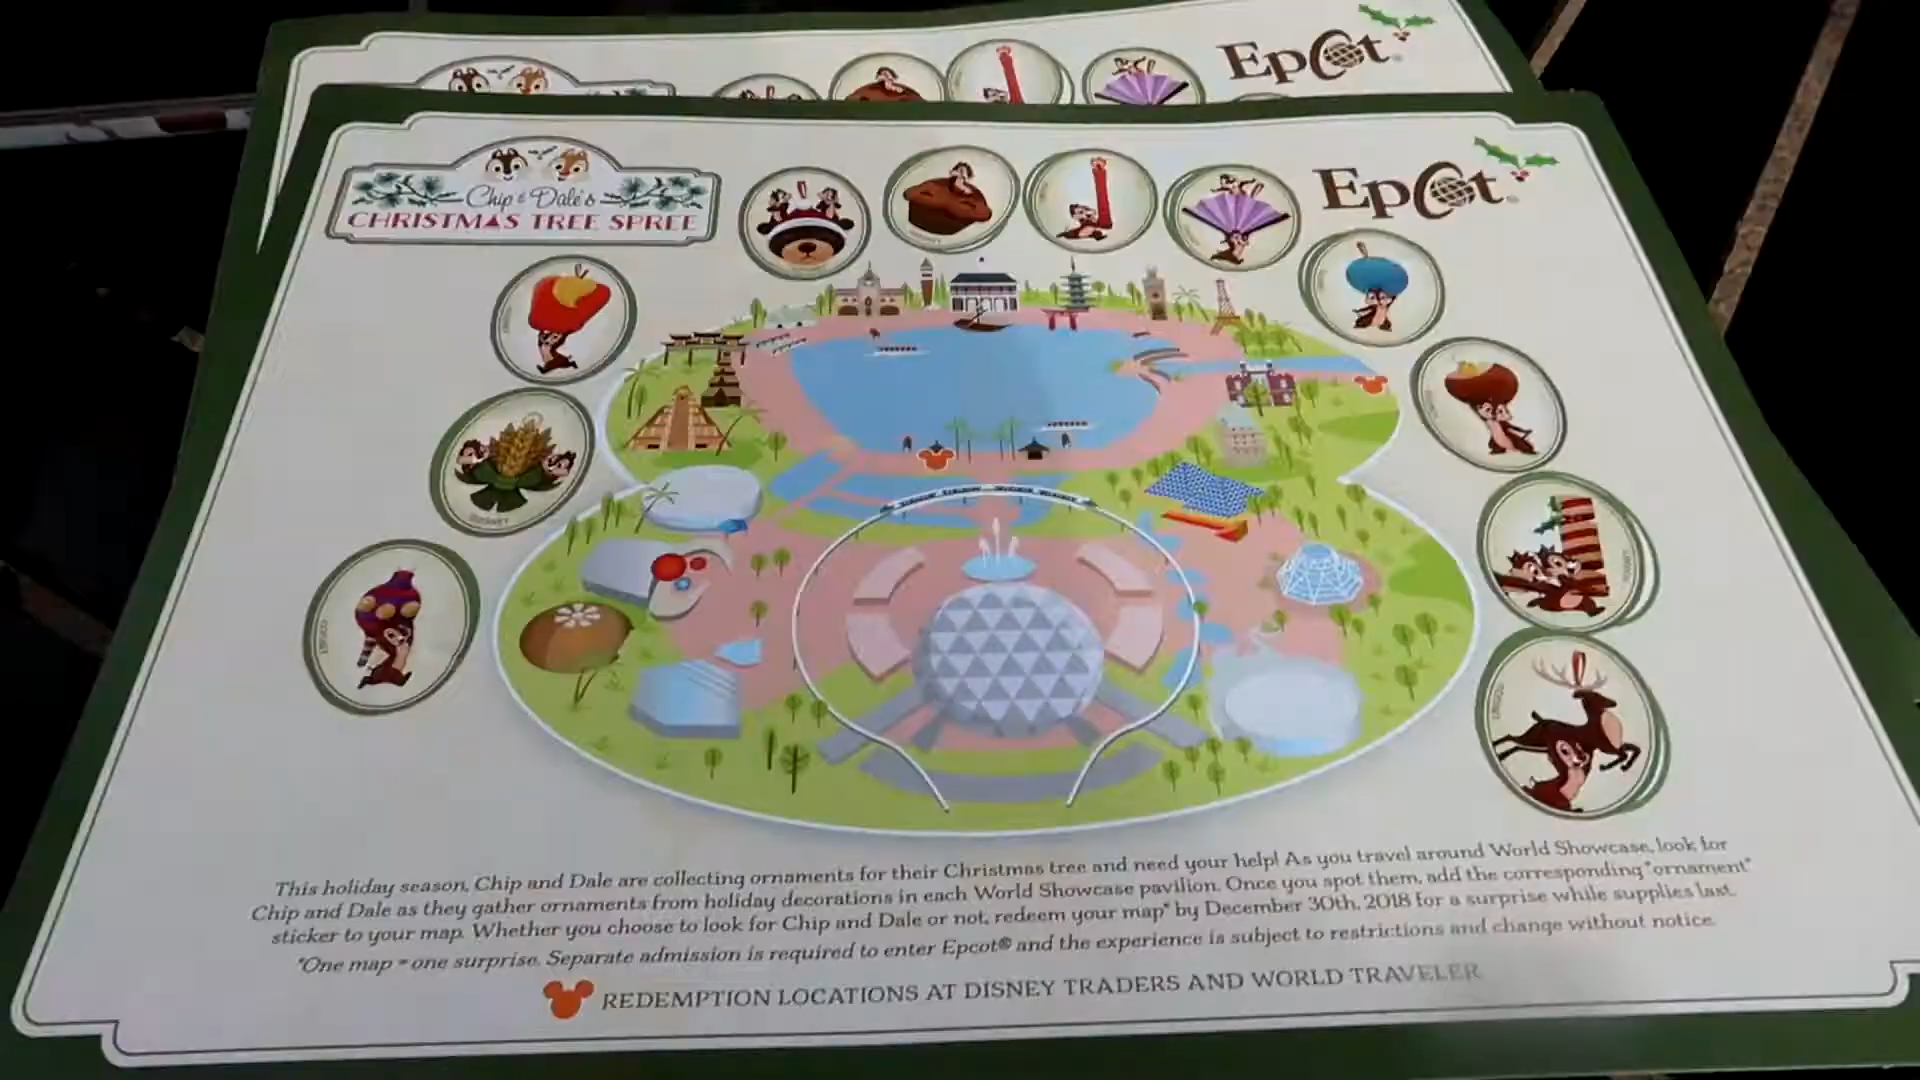 Epcot
Chip & Dale's
CHRISTMAS TREE SPREE
Epcot
This holiday season, Chip and Dale are collecting ornaments for their Christmas tree and need your help! As you travel around World Showcase, look for
Chip and Dale as they gather ornaments from holiday decorations in each World Showcase pavilion. Once you spot them, add the corresponding "ornament"
sticker to your map. Whether you choose to look for Chip and Dale or not, redeem your map* by December 30th, 2018 for a surprise while supplies last.
*One map = one surprise. Separate admission is required to enter Epcot® and the experience is subject to restrictions and change without notice.
REDEMPTION LOCATIONS AT DISNEY TRADERS AND WORLD TRAVELER